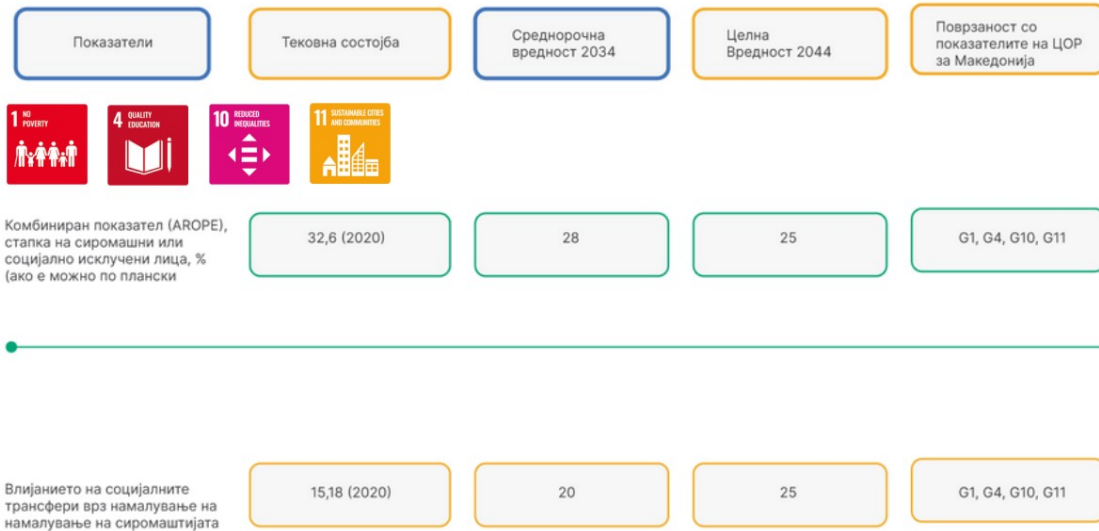 Показатели
Тековна состојба
Среднорочна
вредност 2034
Целна
Вредност 2044
Поврзаност со
показателите на ЦОР
за Македонија
1 NO
POVERTY
4 QUALITY
EDUCATION
10 REDUCED
INEQUALITIES
11 SUSTAINABLE CITIES
AND COMMUNITIES
Комбиниран показател (AROPE),
стапка на сиромашни или
социјално исклучени лица, %
(ако е можно по плански
32,6 (2020)
28
25
G1, G4, G10, G11
Влијанието на социјалните
трансфери врз намалување на
намалување на сиромаштијата
15,18 (2020)
20
25
G1, G4, G10, G11